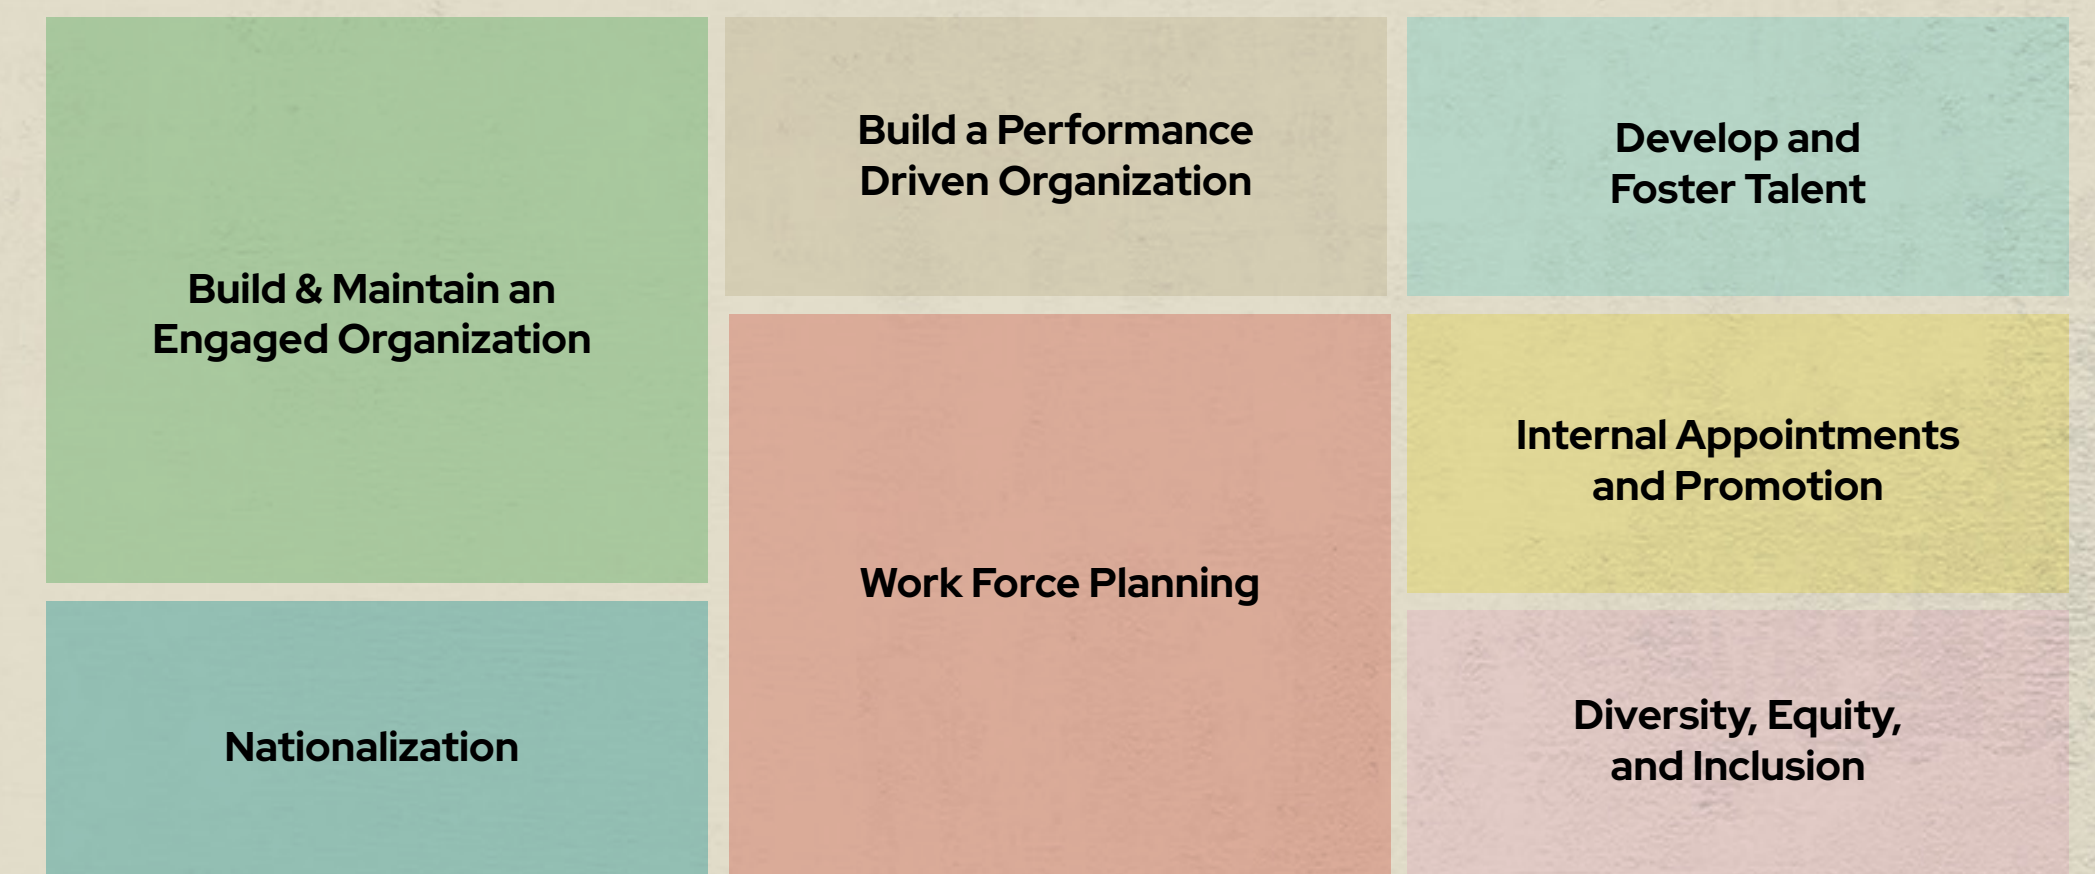 Build & Maintain an
Engaged Organization
Nationalization
Build a Performance
Driven Organization
Work Force Planning
Develop and
Foster Talent
Internal Appointments
and Promotion
Diversity, Equity,
and Inclusion